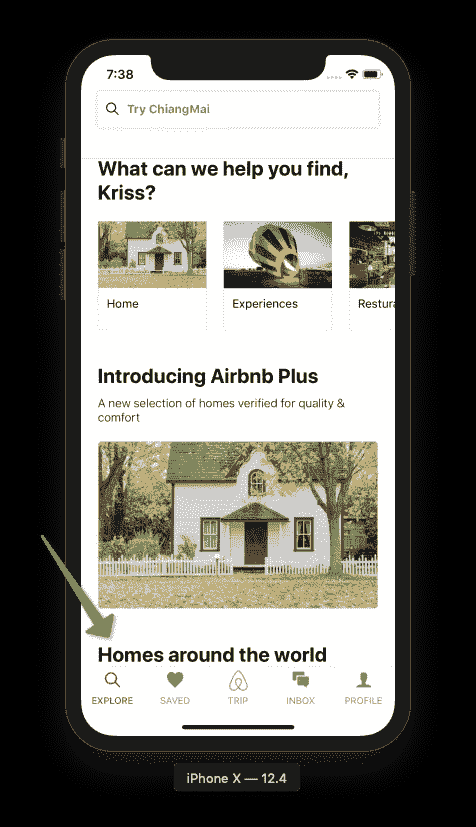 7:38
Try ChiangMai
What can we help you find,
Kriss?
Home
Experiences
Restura
Introducing Airbnb Plus
A new selection of homes verified for quality &
comfort
Homes around the world
EXPLORE
SAVED
TRIP
INBOX
PROFILE
iPhone X — 12.4